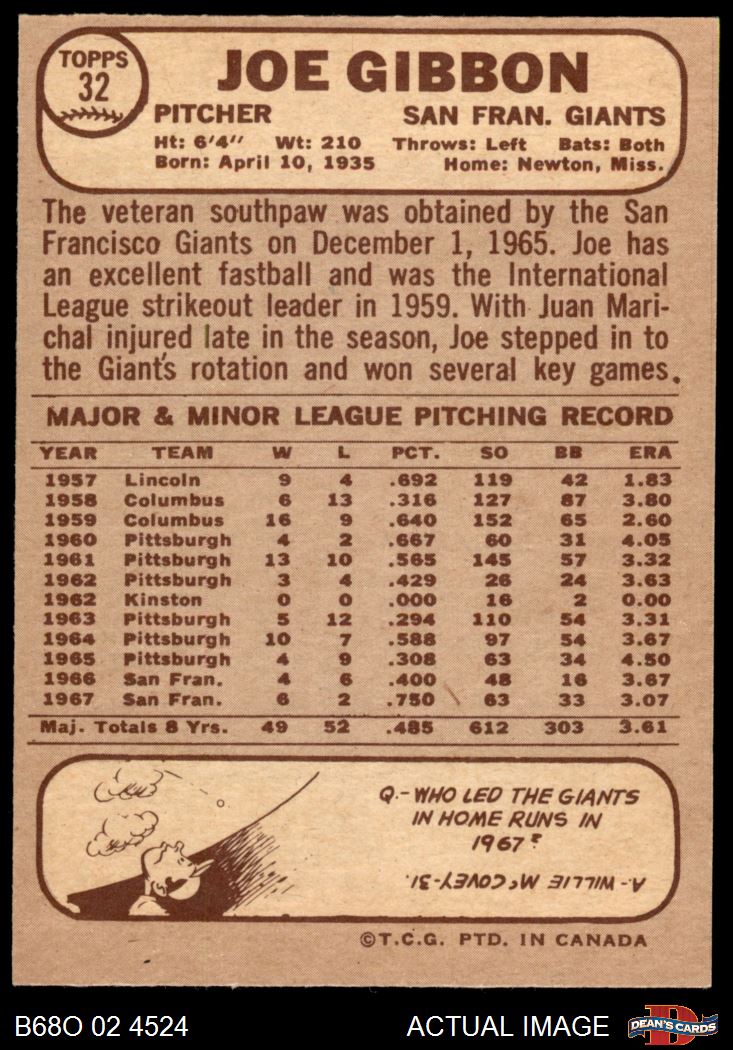 TOPPS
32
JOE GIBBON
PITCHER SAN FRAN. GIANTS
Ht: 6'4" Wt: 210 Throws: Left Bats: Both
Born: April 10, 1935 Home: Newton, Miss.
The veteran southpaw was obtained by the San
Francisco Giants on December 1, 1965. Joe has
an excellent fastball and was the International
League strikeout leader in 1959. With Juan Mari-
chal injured late in the season, Joe stepped in to
the Giant's rotation and won several key games.
MAJOR & MINOR LEAGUE PITCHING RECORD
YEAR TEAM W L PCT. SO BB ERA
1957 Lincoln 9 4 .692 119 42 1.83
1958 Columbus 6 13 .316 127 87 3.80
1959 Columbus 16 9 .640 152 65 2.60
1960 Pittsburgh 4 2 .667 60 31 4.05
1961 Pittsburgh 13 10 .565 145 57 3.32
1962 Pittsburgh 3 4 .429 26 24 3.63
1962 Kinston 0 0 .000 16 2 0.00
1963 Pittsburgh 5 12 .294 110 54 3.31
1964 Pittsburgh 10 7 .588 97 54 3.67
1965 Pittsburgh 4 9 .308 63 34 4.50
1966 San Fran. 4 6 .400 48 16 3.67
1967 San Fran. 6 2 .750 63 33 3.07
Maj. Totals 8 Yrs. 49 52 .485 612 303 3.61
Q.-WHO LED THE GIANTS
IN HOME RUNS IN
1967?
A.-WILLIE McCOVEY-31.
©T.C.G. PTD. IN CANADA
B68O 02 4524 ACTUAL IMAGE D DEAN'S CARDS